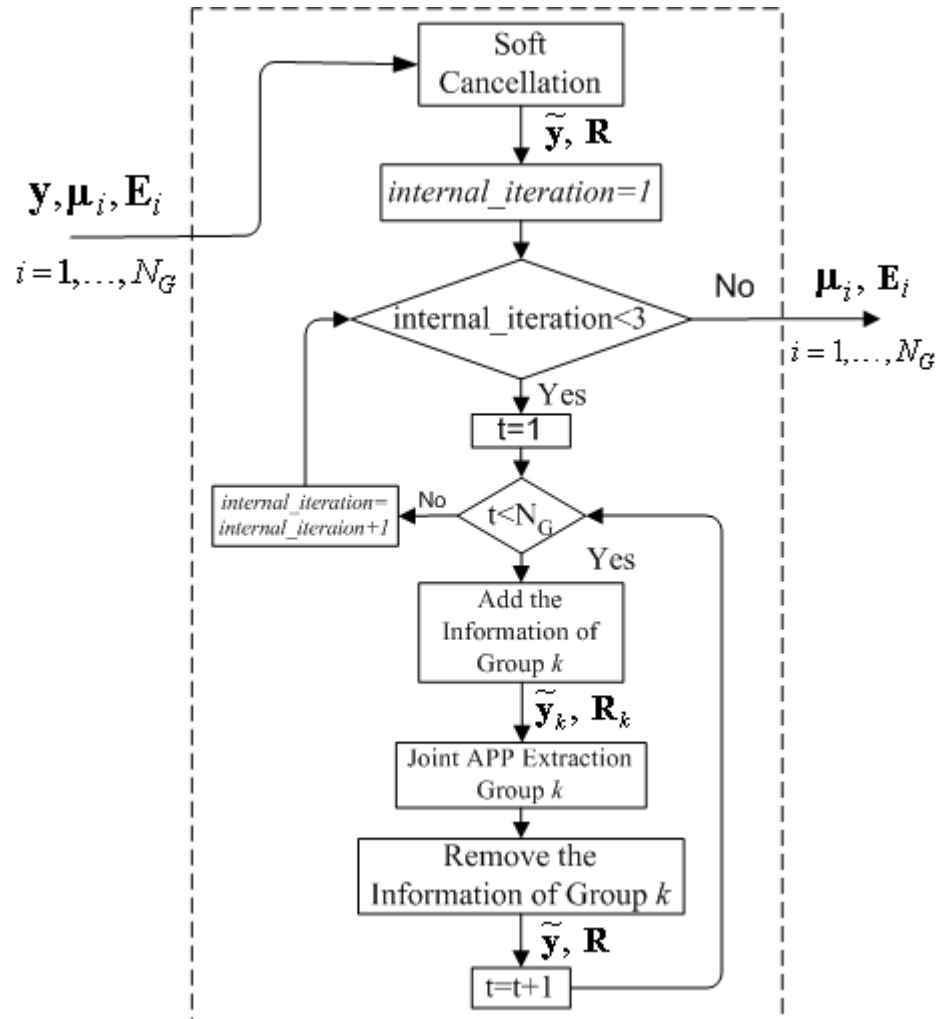 Soft
Cancellation
ỹ, R
y, μ_i, E_i
i = 1,…, N_G
internal_iteration=1
internal_iteration<3
No
μ_i, E_i
i = 1,…, N_G
Yes
t=1
t<N_G
No
internal_iteration=
internal_iteraion+1
Yes
Add the
Information of
Group k
ỹ_k, R_k
Joint APP Extraction
Group k
Remove the
Information of Group k
ỹ, R
t=t+1